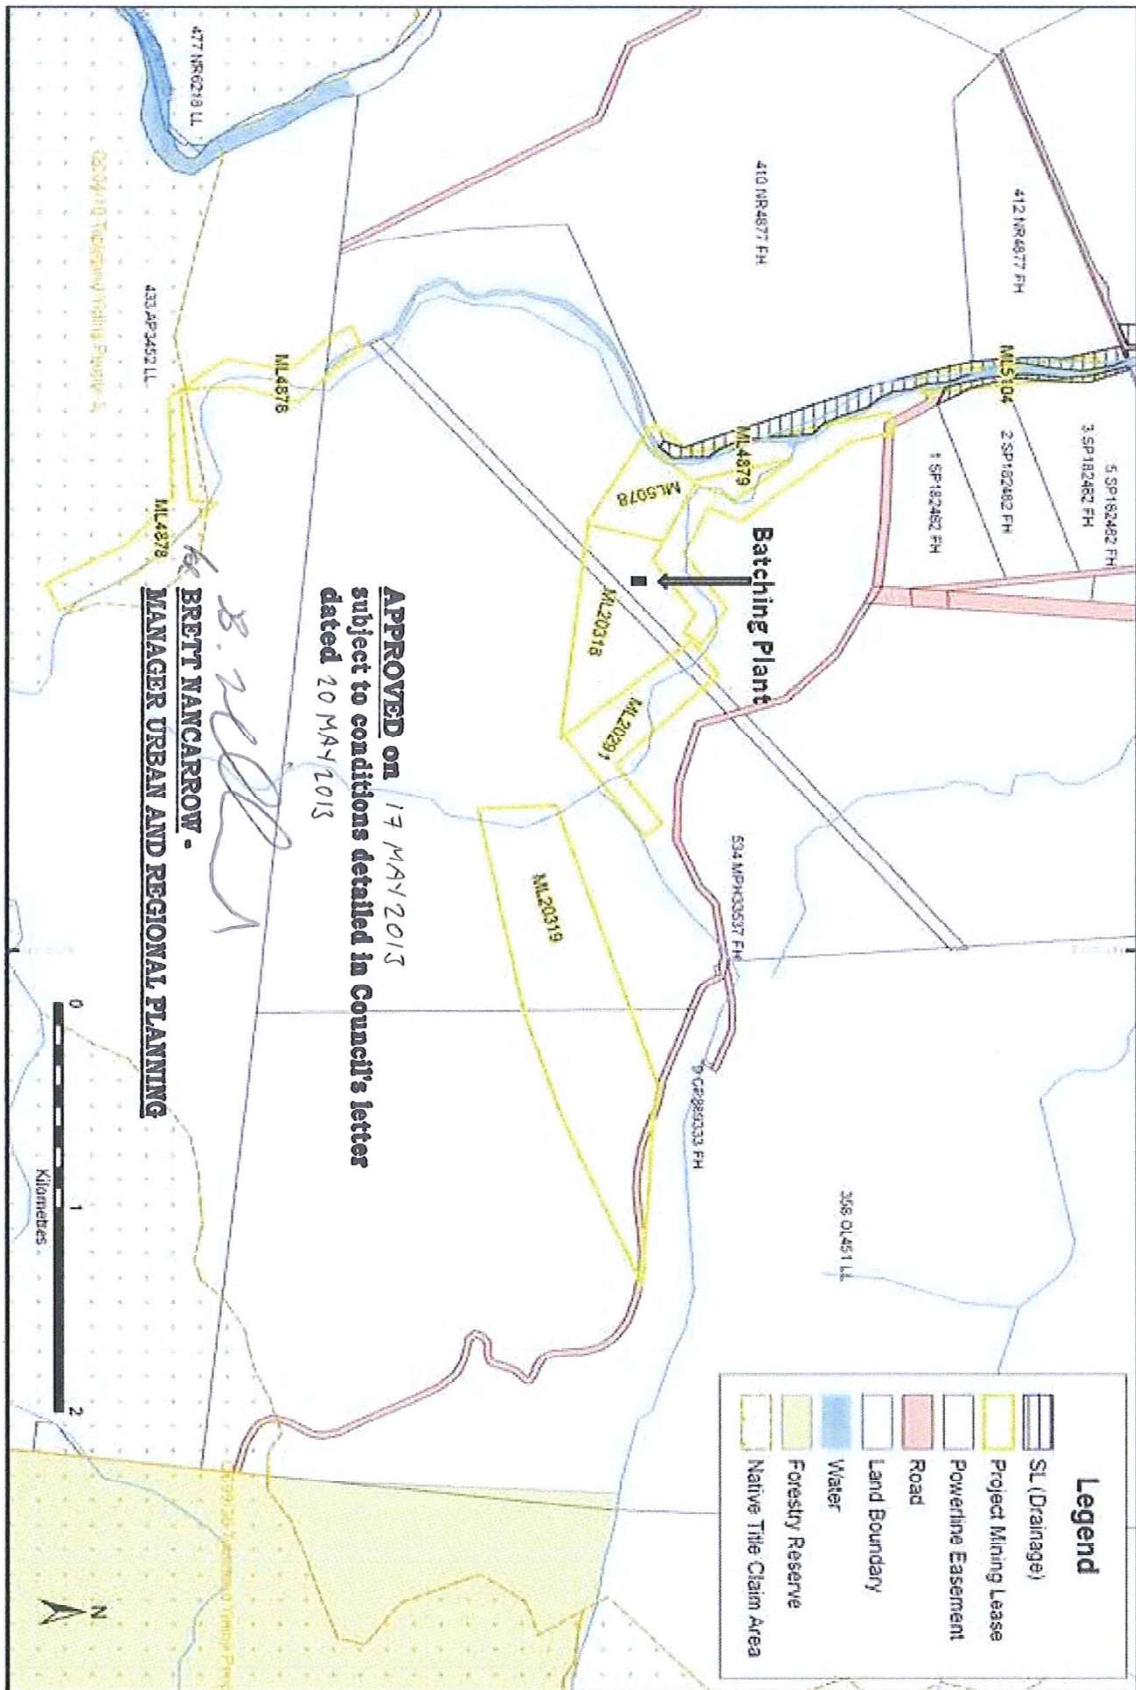 Legend
SL (Drainage)
Project Mining Lease
Powerline Easement
Road
Land Boundary
Water
Forestry Reserve
Native Title Claim Area
5 SP182482 FH
3 SP182482 FH
2 SP182482 FH
1 SP182482 FH
412 NR4877 FH
410 NR4877 FH
477 NR6218 LL
433 AP3452 LL
358 OL451 LL
534 MPH33537 FH
9 CP889333 FH
ML5104
ML4879
ML5078
Batching Plant
ML20318
ML20291
ML20319
ML4878
ML4878
APPROVED on 17 MAY 2013
subject to conditions detailed in Council's letter
dated 20 MAY 2013
for BRETT NANCARROW -
MANAGER URBAN AND REGIONAL PLANNING
0 1 2
Kilometres
N